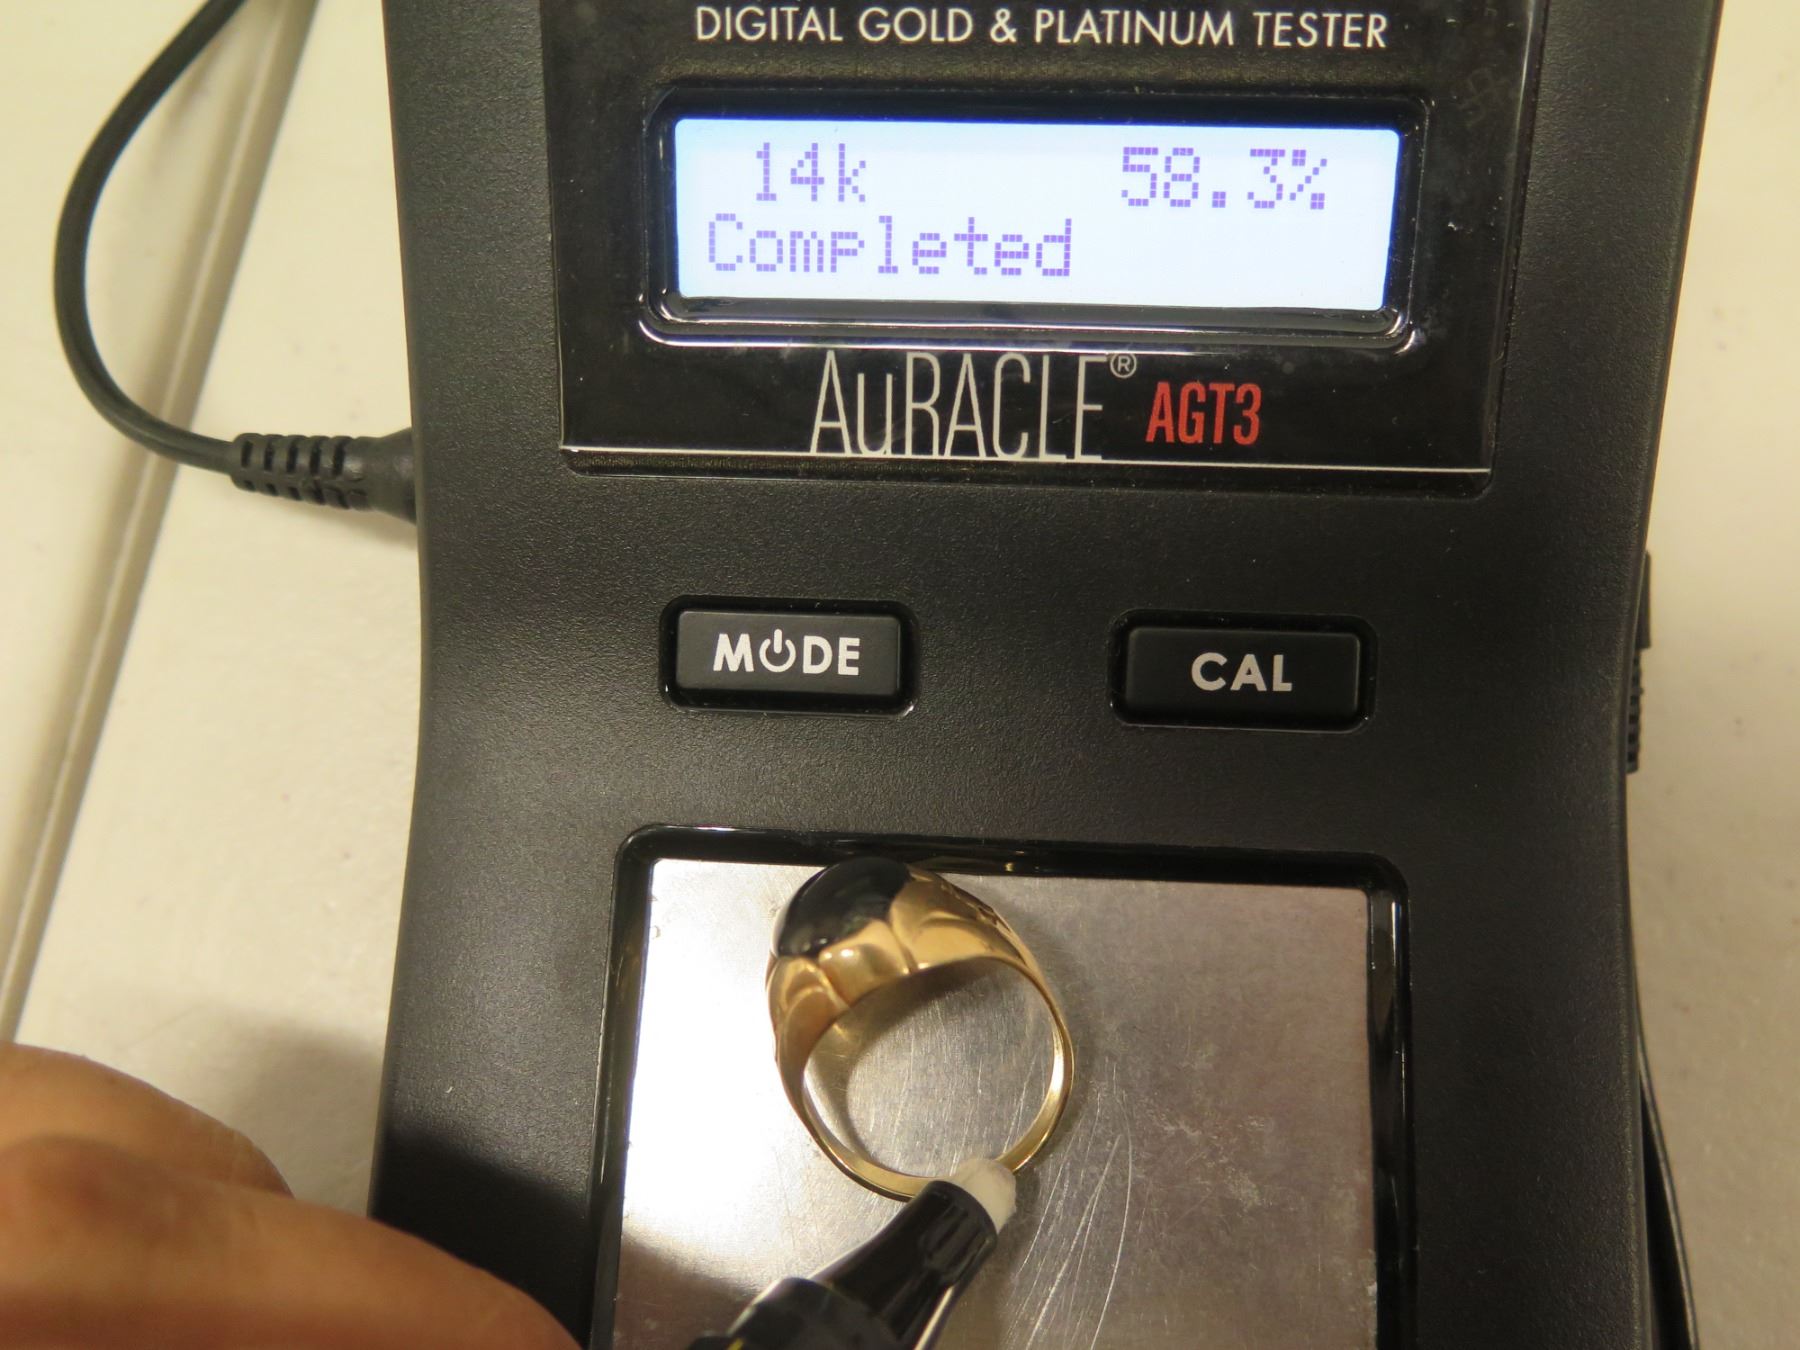 DIGITAL GOLD & PLATINUM TESTER
14k 58.3%
Completed
AuRACLE® AGT3
MODE
CAL